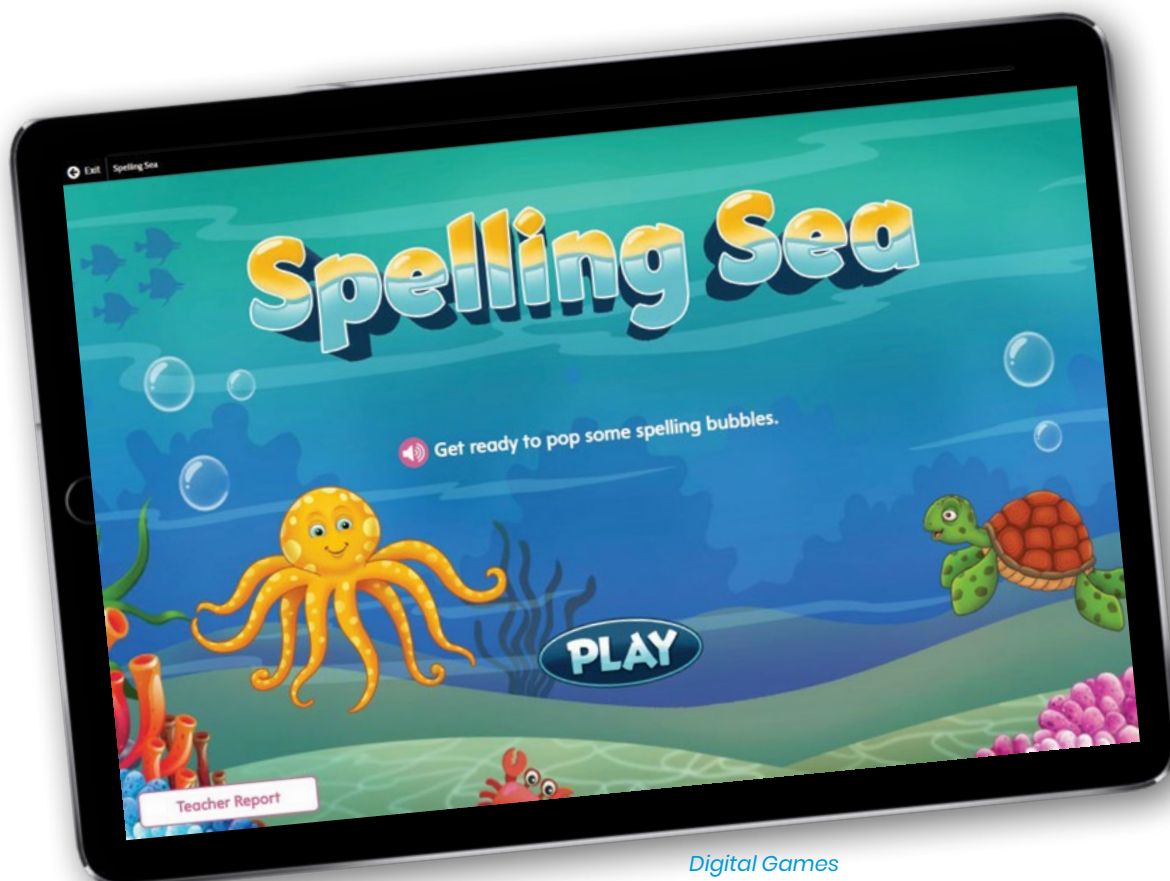 Exit Spelling Sea
Spelling Sea
Get ready to pop some spelling bubbles.
PLAY
Teacher Report
Digital Games